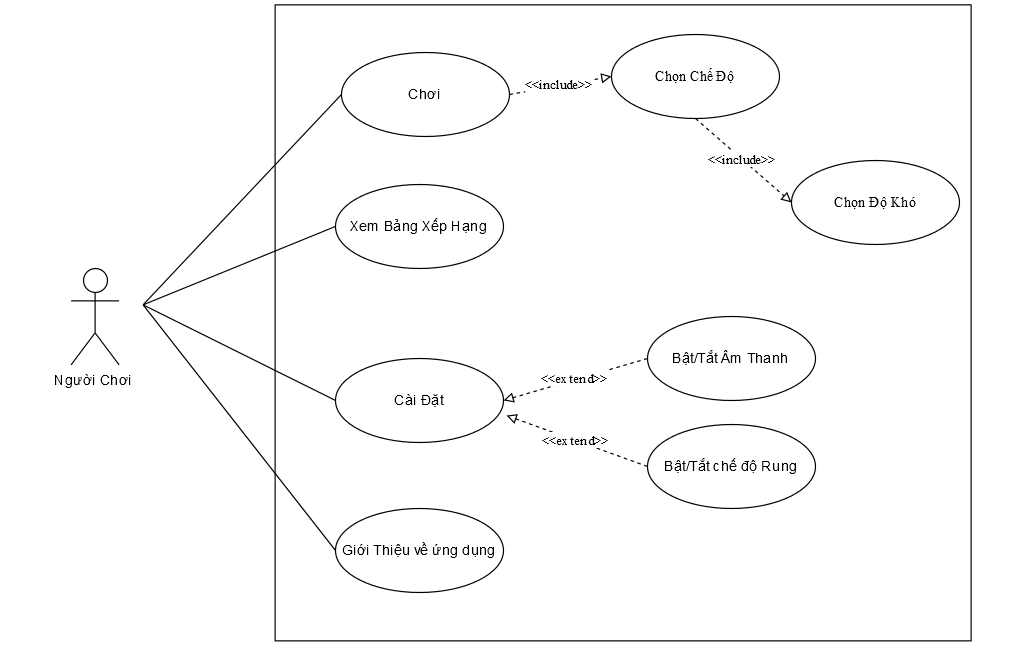 Chơi
<<include>>
Chọn Chế Độ
<<include>>
Chọn Độ Khó
Xem Bảng Xếp Hạng
Người Chơi
Bật/Tắt Âm Thanh
<<extend>>
Cài Đặt
<<extend>>
Bật/Tắt chế độ Rung
Giới Thiệu về ứng dụng